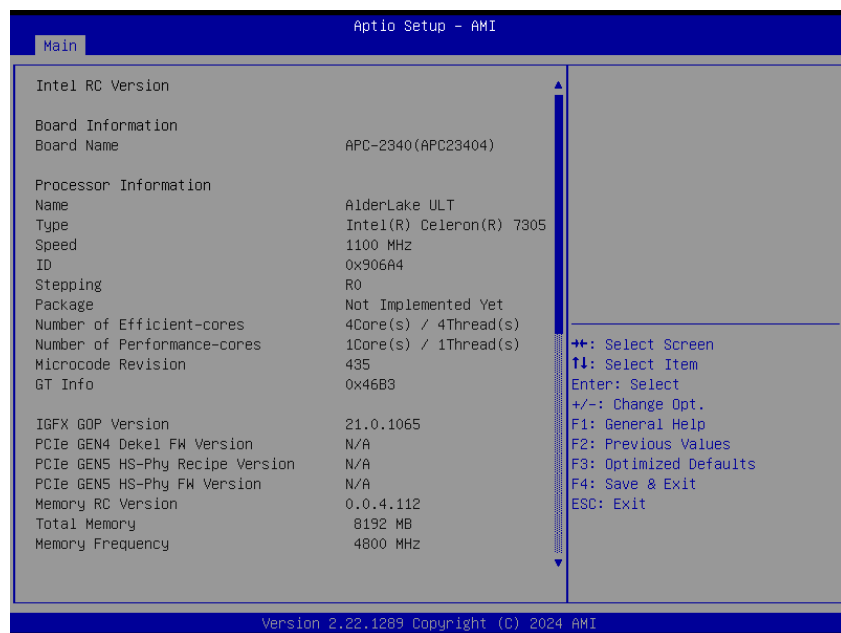 Aptio Setup – AMI
Main
Intel RC Version
Board Information
Board Name APC-2340(APC23404)
Processor Information
Name AlderLake ULT
Type Intel(R) Celeron(R) 7305
Speed 1100 MHz
ID 0x906A4
Stepping R0
Package Not Implemented Yet
Number of Efficient-cores 4Core(s) / 4Thread(s)
Number of Performance-cores 1Core(s) / 1Thread(s)
Microcode Revision 435
GT Info 0x46B3
IGFX GOP Version 21.0.1065
PCIe GEN4 Dekel FW Version N/A
PCIe GEN5 HS-Phy Recipe Version N/A
PCIe GEN5 HS-Phy FW Version N/A
Memory RC Version 0.0.4.112
Total Memory 8192 MB
Memory Frequency 4800 MHz
→←: Select Screen
↑↓: Select Item
Enter: Select
+/-: Change Opt.
F1: General Help
F2: Previous Values
F3: Optimized Defaults
F4: Save & Exit
ESC: Exit
Version 2.22.1289 Copyright (C) 2024 AMI